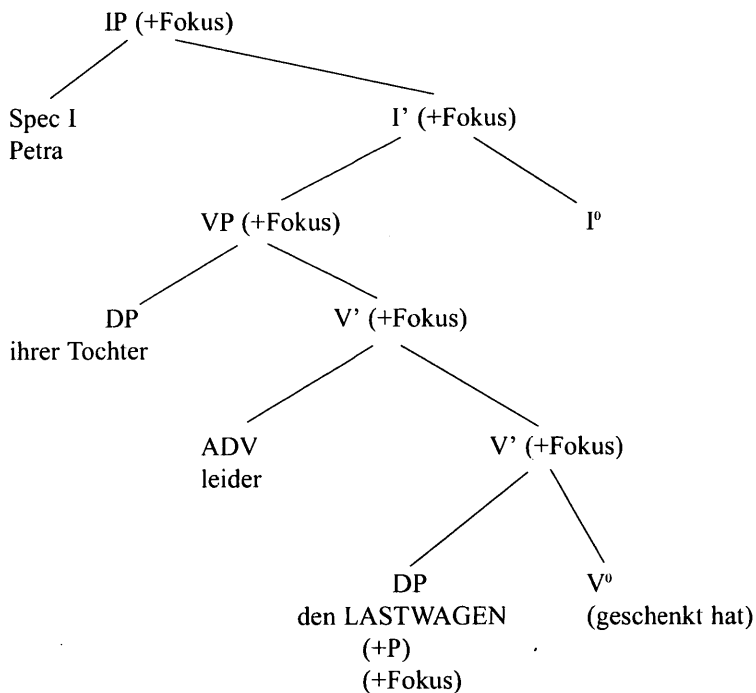 IP (+Fokus)
Spec I
Petra
I’ (+Fokus)
VP (+Fokus)
I⁰
DP
ihrer Tochter
V’ (+Fokus)
ADV
leider
V’ (+Fokus)
DP
den LASTWAGEN
(+P)
(+Fokus)
V⁰
(geschenkt hat)